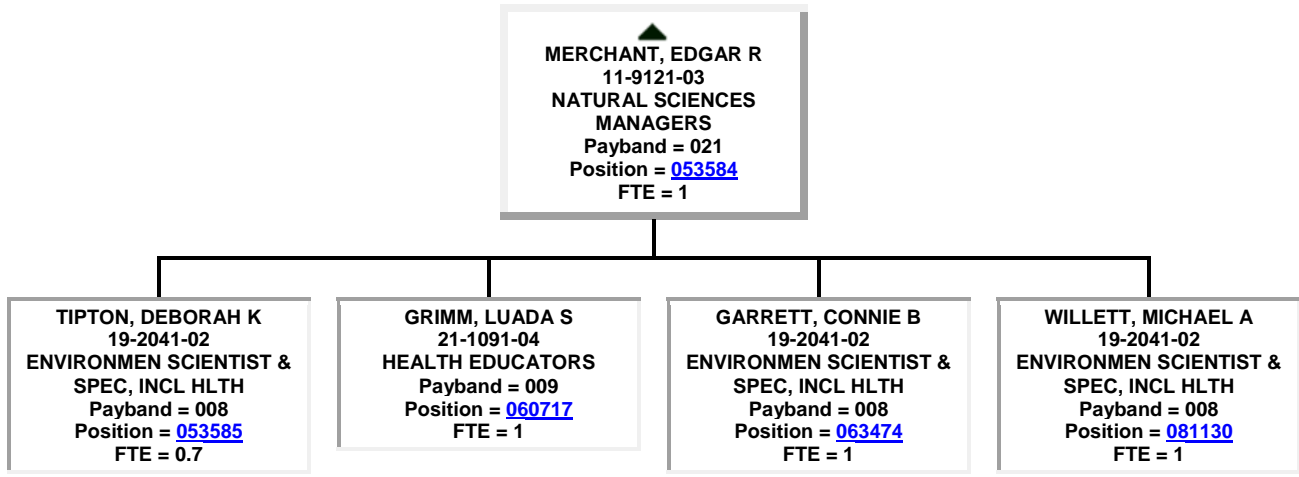 MERCHANT, EDGAR R
11-9121-03
NATURAL SCIENCES
MANAGERS
Payband = 021
Position = 053584
FTE = 1
TIPTON, DEBORAH K
19-2041-02
ENVIRONMEN SCIENTIST &
SPEC, INCL HLTH
Payband = 008
Position = 053585
FTE = 0.7
GRIMM, LUADA S
21-1091-04
HEALTH EDUCATORS
Payband = 009
Position = 060717
FTE = 1
GARRETT, CONNIE B
19-2041-02
ENVIRONMEN SCIENTIST &
SPEC, INCL HLTH
Payband = 008
Position = 063474
FTE = 1
WILLETT, MICHAEL A
19-2041-02
ENVIRONMEN SCIENTIST &
SPEC, INCL HLTH
Payband = 008
Position = 081130
FTE = 1